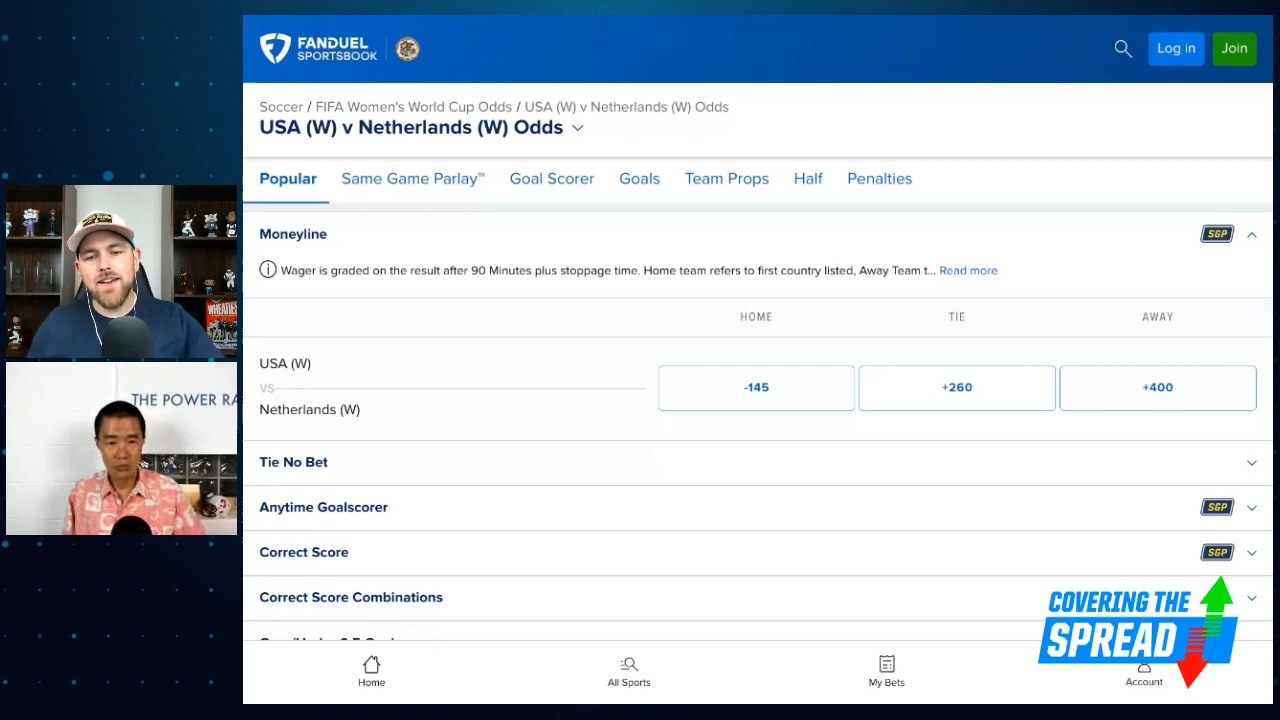 FANDUEL
SPORTSBOOK
Log in
Join
Soccer / FIFA Women's World Cup Odds / USA (W) v Netherlands (W) Odds
USA (W) v Netherlands (W) Odds
Popular
Same Game Parlay™
Goal Scorer
Goals
Team Props
Half
Penalties
Moneyline
SGP
Wager is graded on the result after 90 Minutes plus stoppage time. Home team refers to first country listed, Away Team t... Read more
HOME
TIE
AWAY
USA (W)
VS
Netherlands (W)
-145
+260
+400
Tie No Bet
Anytime Goalscorer
SGP
Correct Score
SGP
Correct Score Combinations
COVERING THE
SPREAD
Home
All Sports
My Bets
Account
WHEATIES
THE POWER RA